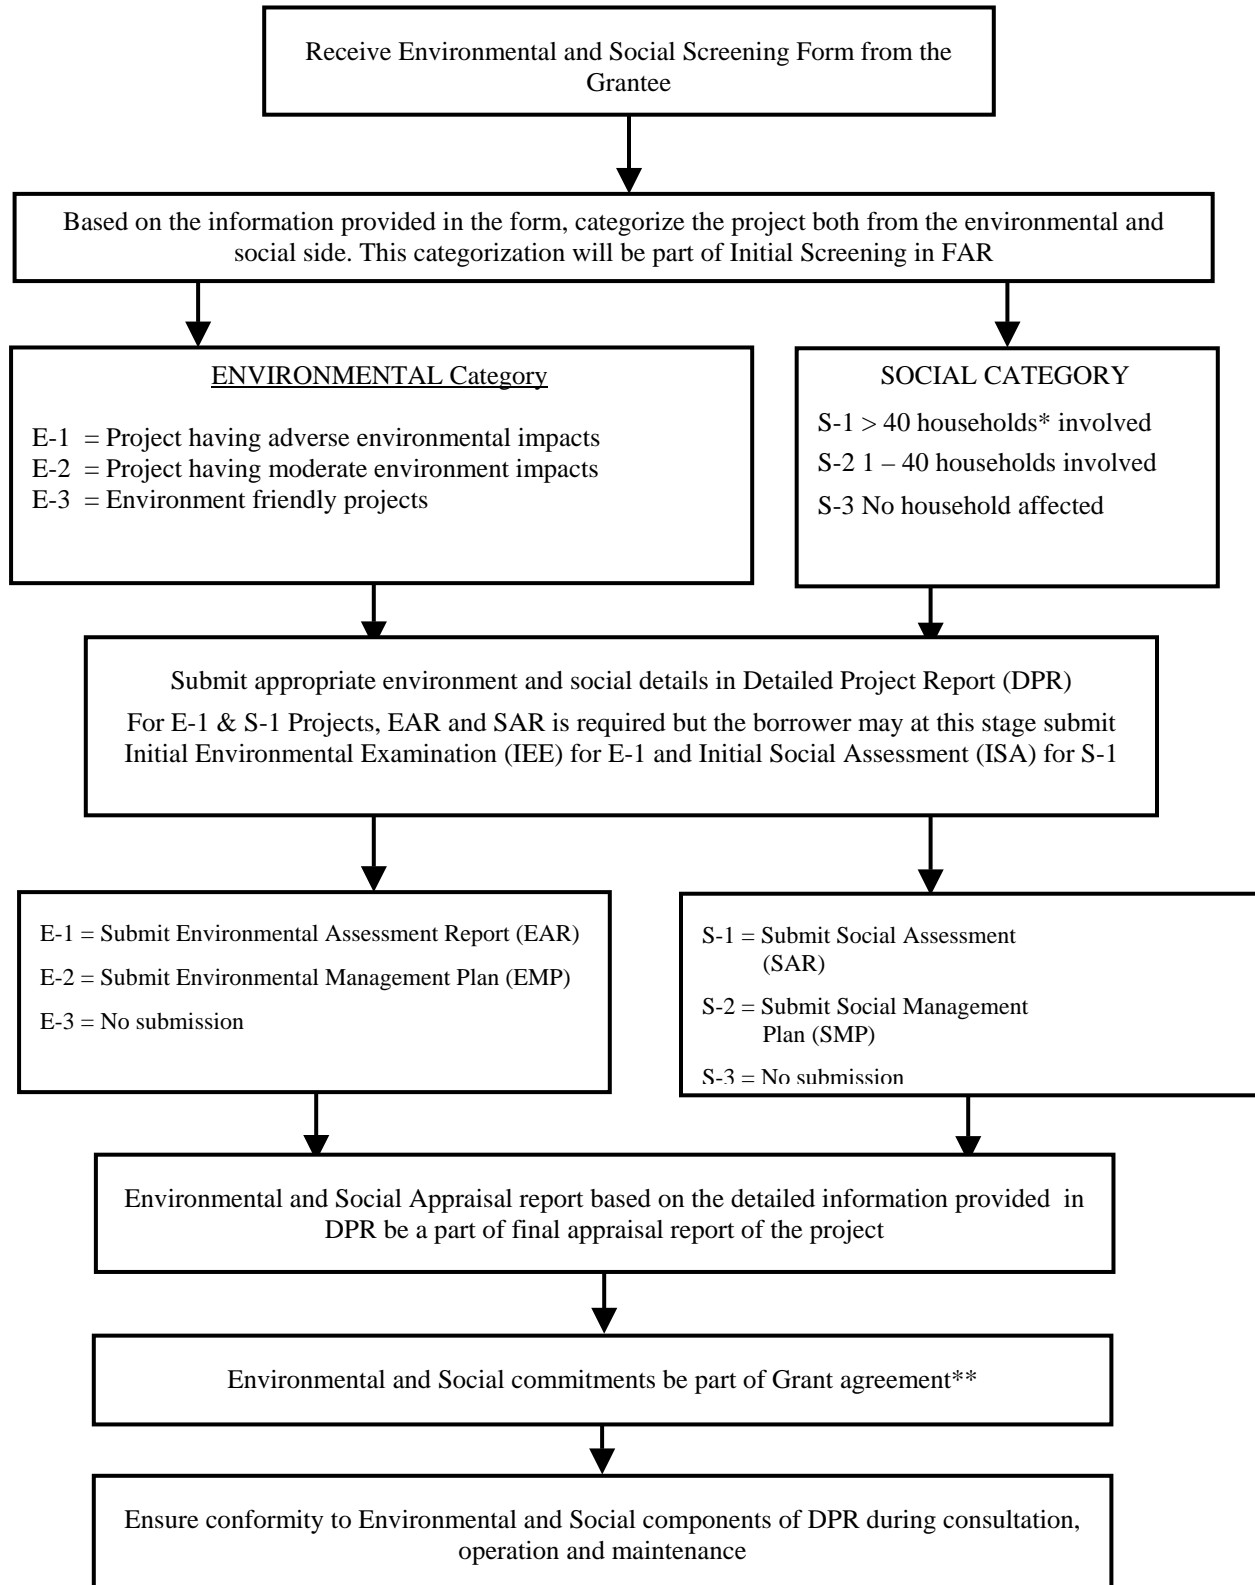 Receive Environmental and Social Screening Form from the
Grantee
Based on the information provided in the form, categorize the project both from the environmental and
social side. This categorization will be part of Initial Screening in FAR
ENVIRONMENTAL Category
E-1 = Project having adverse environmental impacts
E-2 = Project having moderate environment impacts
E-3 = Environment friendly projects
SOCIAL CATEGORY
S-1 > 40 households* involved
S-2 1 – 40 households involved
S-3 No household affected
Submit appropriate environment and social details in Detailed Project Report (DPR)
For E-1 & S-1 Projects, EAR and SAR is required but the borrower may at this stage submit
Initial Environmental Examination (IEE) for E-1 and Initial Social Assessment (ISA) for S-1
E-1 = Submit Environmental Assessment Report (EAR)
E-2 = Submit Environmental Management Plan (EMP)
E-3 = No submission
S-1 = Submit Social Assessment
(SAR)
S-2 = Submit Social Management
Plan (SMP)
S-3 = No submission
Environmental and Social Appraisal report based on the detailed information provided in
DPR be a part of final appraisal report of the project
Environmental and Social commitments be part of Grant agreement**
Ensure conformity to Environmental and Social components of DPR during consultation,
operation and maintenance